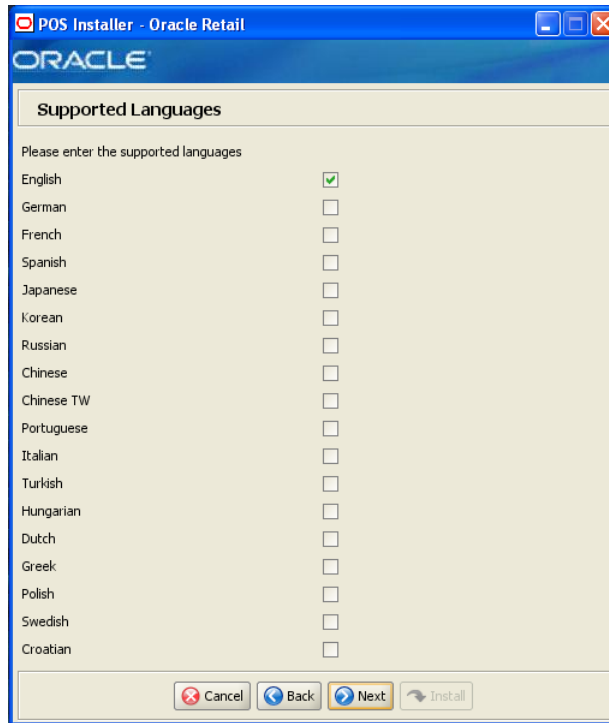 POS Installer - Oracle Retail
ORACLE
Supported Languages
Please enter the supported languages
English
German
French
Spanish
Japanese
Korean
Russian
Chinese
Chinese TW
Portuguese
Italian
Turkish
Hungarian
Dutch
Greek
Polish
Swedish
Croatian
Cancel Back Next Install